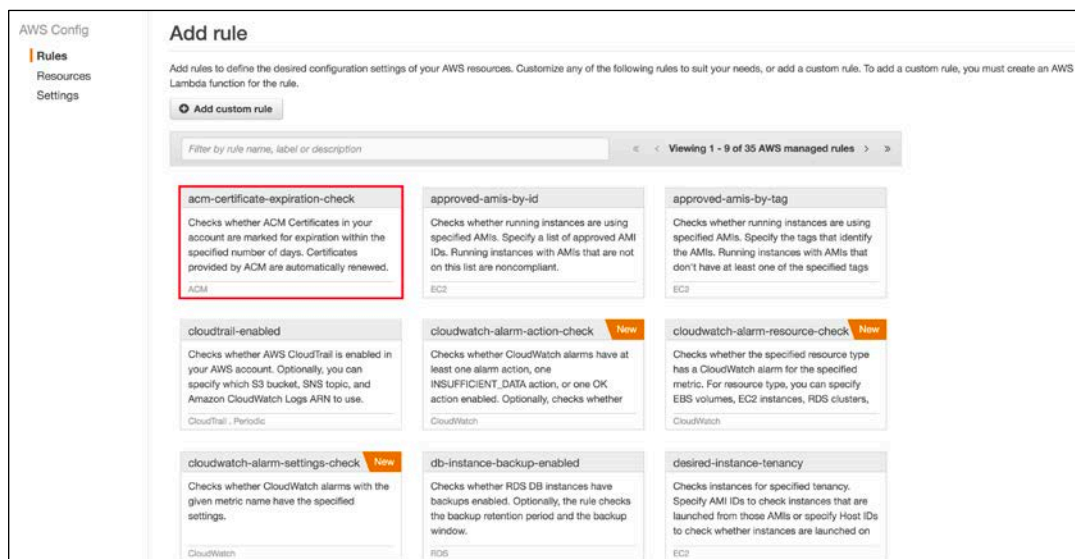 AWS Config
Rules
Resources
Settings
Add rule
Add rules to define the desired configuration settings of your AWS resources. Customize any of the following rules to suit your needs, or add a custom rule. To add a custom rule, you must create an AWS
Lambda function for the rule.
Add custom rule
Filter by rule name, label or description
« < Viewing 1 - 9 of 35 AWS managed rules > »
acm-certificate-expiration-check
Checks whether ACM Certificates in your
account are marked for expiration within the
specified number of days. Certificates
provided by ACM are automatically renewed.
ACM
approved-amis-by-id
Checks whether running instances are using
specified AMIs. Specify a list of approved AMI
IDs. Running instances with AMIs that are not
on this list are noncompliant.
EC2
approved-amis-by-tag
Checks whether running instances are using
specified AMIs. Specify the tags that identify
the AMIs. Running instances with AMIs that
don't have at least one of the specified tags
EC2
cloudtrail-enabled
Checks whether AWS CloudTrail is enabled in
your AWS account. Optionally, you can
specify which S3 bucket, SNS topic, and
Amazon CloudWatch Logs ARN to use.
CloudTrail , Periodic
cloudwatch-alarm-action-check New
Checks whether CloudWatch alarms have at
least one alarm action, one
INSUFFICIENT_DATA action, or one OK
action enabled. Optionally, checks whether
CloudWatch
cloudwatch-alarm-resource-check New
Checks whether the specified resource type
has a CloudWatch alarm for the specified
metric. For resource type, you can specify
EBS volumes, EC2 instances, RDS clusters,
CloudWatch
cloudwatch-alarm-settings-check New
Checks whether CloudWatch alarms with the
given metric name have the specified
settings.
CloudWatch
db-instance-backup-enabled
Checks whether RDS DB instances have
backups enabled. Optionally, the rule checks
the backup retention period and the backup
window.
RDS
desired-instance-tenancy
Checks instances for specified tenancy.
Specify AMI IDs to check instances that are
launched from those AMIs or specify Host IDs
to check whether instances are launched on
EC2